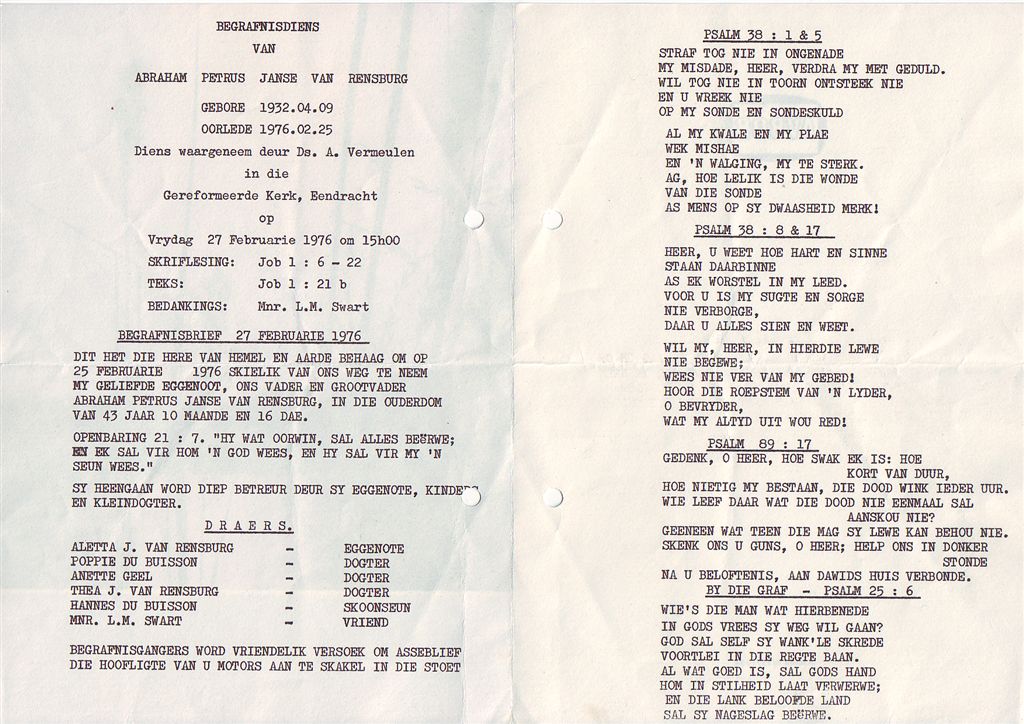 BEGRAFNISDIENS
VAN
ABRAHAM PETRUS JANSE VAN RENSBURG
GEBORE 1932.04.09
OORLEDE 1976.02.25
Diens waargeneem deur Ds. A. Vermeulen
in die
Gereformeerde Kerk, Eendracht
op
Vrydag 27 Februarie 1976 om 15h00
SKRIFLESING: Job 1 : 6 - 22
TEKS: Job 1 : 21 b
BEDANKINGS: Mnr. L.M. Swart
BEGRAFNISBRIEF 27 FEBRUARIE 1976
DIT HET DIE HERE VAN HEMEL EN AARDE BEHAAG OM OP
25 FEBRUARIE 1976 SKIELIK VAN ONS WEG TE NEEM
MY GELIEFDE EGGENOOT, ONS VADER EN GROOTVADER
ABRAHAM PETRUS JANSE VAN RENSBURG, IN DIE OUDERDOM
VAN 43 JAAR 10 MAANDE EN 16 DAE.
OPENBARING 21 : 7. "HY WAT OORWIN, SAL ALLES BEËRWE;
EN EK SAL VIR HOM 'N GOD WEES, EN HY SAL VIR MY 'N
SEUN WEES."
SY HEENGAAN WORD DIEP BETREUR DEUR SY EGGENOTE, KINDERS
EN KLEINDOGTER.
D R A E R S.
ALETTA J. VAN RENSBURG - EGGENOTE
POPPIE DU BUISSON - DOGTER
ANETTE GEEL - DOGTER
THEA J. VAN RENSBURG - DOGTER
HANNES DU BUISSON - SKOONSEUN
MNR. L.M. SWART - VRIEND
BEGRAFNISGANGERS WORD VRIENDELIK VERSOEK OM ASSEBLIEF
DIE HOOFLIGTE VAN U MOTORS AAN TE SKAKEL IN DIE STOET
PSALM 38 : 1 & 5
STRAF TOG NIE IN ONGENADE
MY MISDADE, HEER, VERDRA MY MET GEDULD.
WIL TOG NIE IN TOORN ONTSTEEK NIE
EN U WREEK NIE
OP MY SONDE EN SONDESKULD
AL MY KWALE EN MY PLAE
WEK MISHAE
EN 'N WALGING, MY TE STERK.
AG, HOE LELIK IS DIE WONDE
VAN DIE SONDE
AS MENS OP SY DWAASHEID MERK!
PSALM 38 : 8 & 17
HEER, U WEET HOE HART EN SINNE
STAAN DAARBINNE
AS EK WORSTEL IN MY LEED.
VOOR U IS MY SUGTE EN SORGE
NIE VERBORGE,
DAAR U ALLES SIEN EN WEET.
WIL MY, HEER, IN HIERDIE LEWE
NIE BEGEWE;
WEES NIE VER VAN MY GEBED!
HOOR DIE ROEPSTEM VAN 'N LYDER,
O BEVRYDER,
WAT MY ALTYD UIT WOU RED!
PSALM 89 : 17
GEDENK, O HEER, HOE SWAK EK IS: HOE
KORT VAN DUUR,
HOE NIETIG MY BESTAAN, DIE DOOD WINK IEDER UUR.
WIE LEEF DAAR WAT DIE DOOD NIE EENMAAL SAL
AANSKOU NIE?
GEENEEN WAT TEEN DIE MAG SY LEWE KAN BEHOU NIE.
SKENK ONS U GUNS, O HEER; HELP ONS IN DONKER
STONDE
NA U BELOFTENIS, AAN DAWIDS HUIS VERBONDE.
BY DIE GRAF - PSALM 25 : 6
WIE'S DIE MAN WAT HIERBENEDE
IN GODS VREES SY WEG WIL GAAN?
GOD SAL SELF SY WANK'LE SKREDE
VOORTLEI IN DIE REGTE BAAN.
AL WAT GOED IS, SAL GODS HAND
HOM IN STILHEID LAAT VERWERWE;
EN DIE LANK BELOOFDE LAND
SAL SY NAGESLAG BEËRWE.